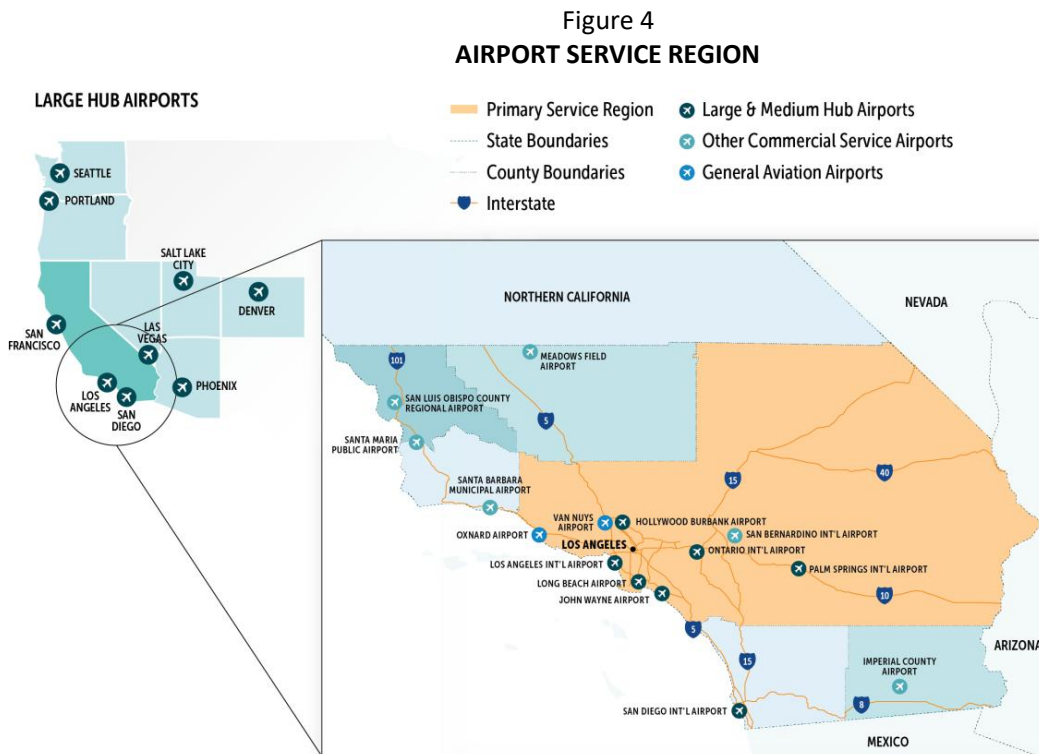 Figure 4
AIRPORT SERVICE REGION
LARGE HUB AIRPORTS
Primary Service Region
State Boundaries
County Boundaries
Interstate
Large & Medium Hub Airports
Other Commercial Service Airports
General Aviation Airports
SEATTLE
PORTLAND
SALT LAKE
CITY
DENVER
SAN
FRANCISCO
LAS
VEGAS
LOS
ANGELES
SAN
DIEGO
PHOENIX
NORTHERN CALIFORNIA
NEVADA
101
MEADOWS FIELD
AIRPORT
SAN LUIS OBISPO COUNTY
REGIONAL AIRPORT
5
SANTA MARIA
PUBLIC AIRPORT
40
15
SANTA BARBARA
MUNICIPAL AIRPORT
VAN NUYS
AIRPORT
HOLLYWOOD BURBANK AIRPORT
OXNARD AIRPORT
LOS ANGELES
SAN BERNARDINO INT'L AIRPORT
ONTARIO INT'L AIRPORT
LOS ANGELES INT'L AIRPORT
PALM SPRINGS INT'L AIRPORT
LONG BEACH AIRPORT
JOHN WAYNE AIRPORT
10
5
15
ARIZONA
IMPERIAL COUNTY
AIRPORT
8
SAN DIEGO INT'L AIRPORT
MEXICO